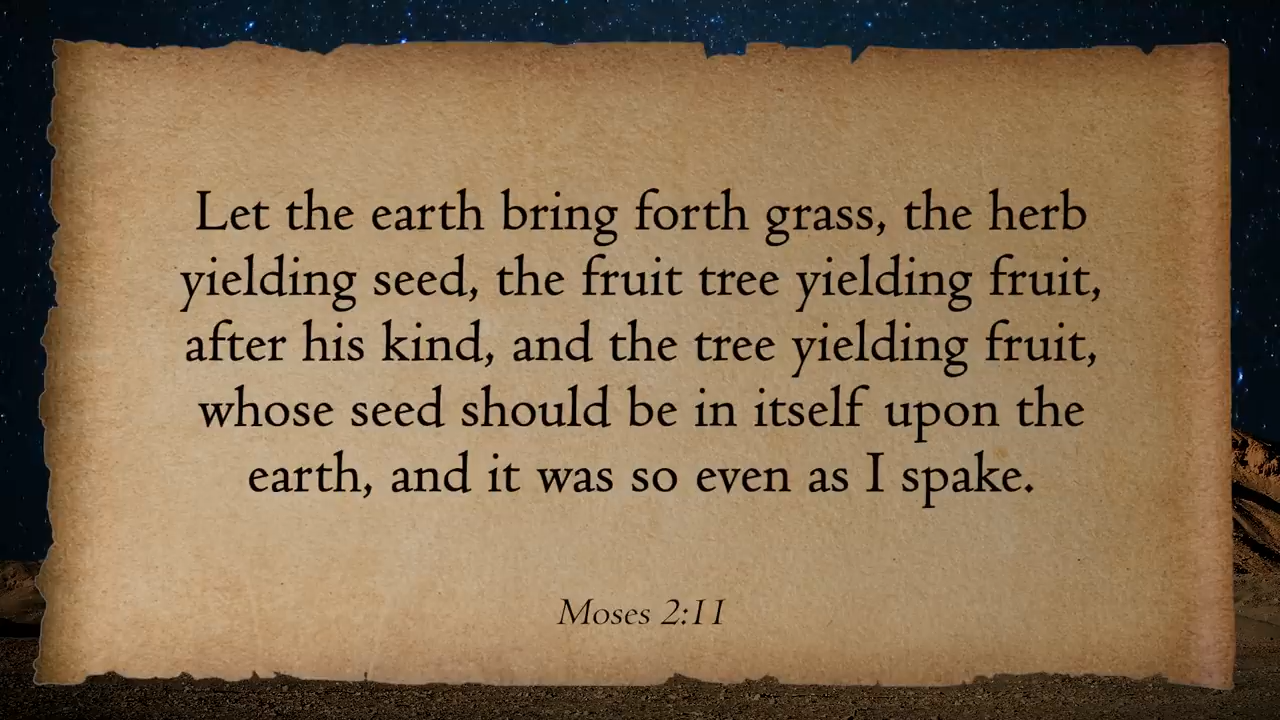 Let the earth bring forth grass, the herb
yielding seed, the fruit tree yielding fruit,
after his kind, and the tree yielding fruit,
whose seed should be in itself upon the
earth, and it was so even as I spake.
Moses 2:11